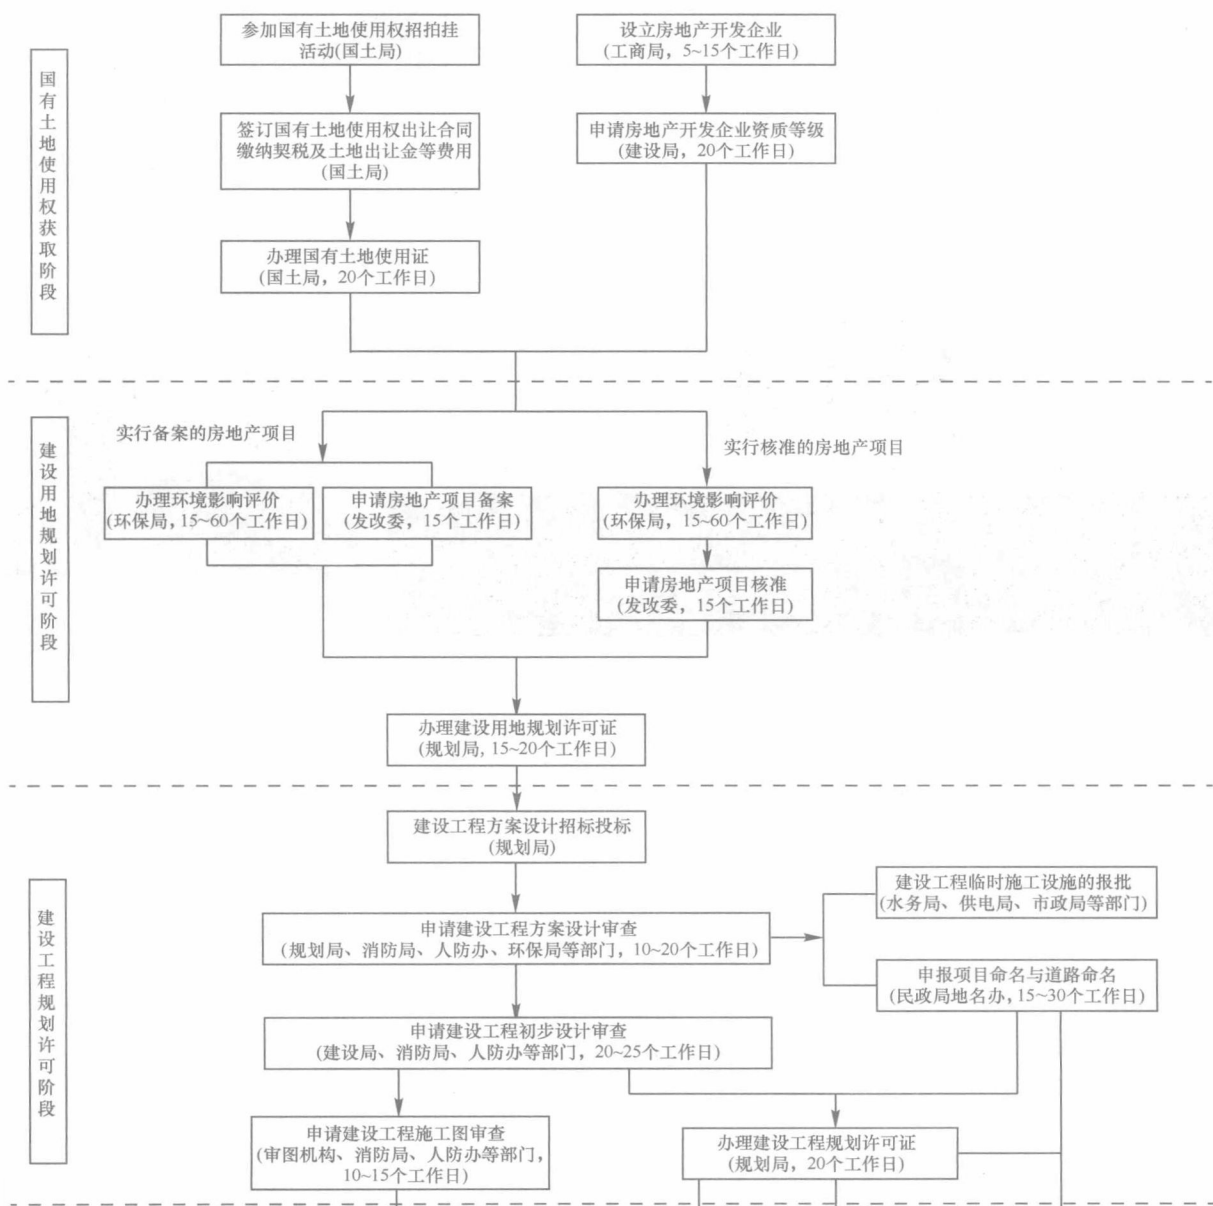 国有土地使用权获取阶段
参加国有土地使用权招拍挂
活动(国土局)
设立房地产开发企业
(工商局，5~15个工作日)
签订国有土地使用权出让合同
缴纳契税及土地出让金等费用
(国土局)
申请房地产开发企业资质等级
(建设局，20个工作日)
办理国有土地使用证
(国土局，20个工作日)
建设用地规划许可阶段
实行备案的房地产项目
实行核准的房地产项目
办理环境影响评价
(环保局，15~60个工作日)
申请房地产项目备案
(发改委，15个工作日)
办理环境影响评价
(环保局，15~60个工作日)
申请房地产项目核准
(发改委，15个工作日)
办理建设用地规划许可证
(规划局, 15~20个工作日)
建设工程规划许可阶段
建设工程方案设计招标投标
(规划局)
建设工程临时施工设施的报批
(水务局、供电局、市政局等部门)
申请建设工程方案设计审查
(规划局、消防局、人防办、环保局等部门，10~20个工作日)
申报项目命名与道路命名
(民政局地名办, 15~30个工作日)
申请建设工程初步设计审查
(建设局、消防局、人防办等部门，20~25个工作日)
申请建设工程施工图审查
(审图机构、消防局、人防办等部门，
10~15个工作日)
办理建设工程规划许可证
(规划局，20个工作日)